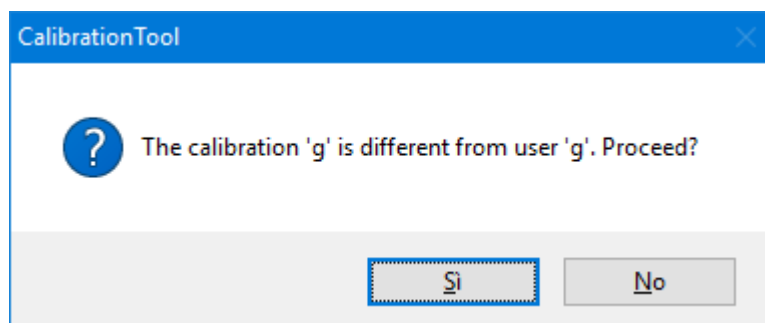 CalibrationTool
The calibration 'g' is different from user 'g'. Proceed?
Sì
No